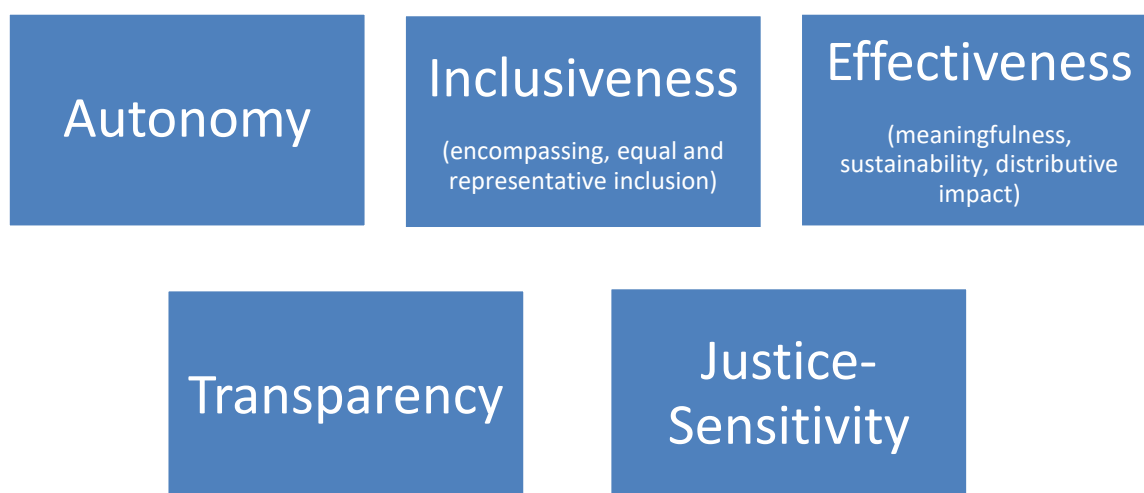 Autonomy
Inclusiveness
(encompassing, equal and
representative inclusion)
Effectiveness
(meaningfulness,
sustainability, distributive
impact)
Transparency
Justice-
Sensitivity